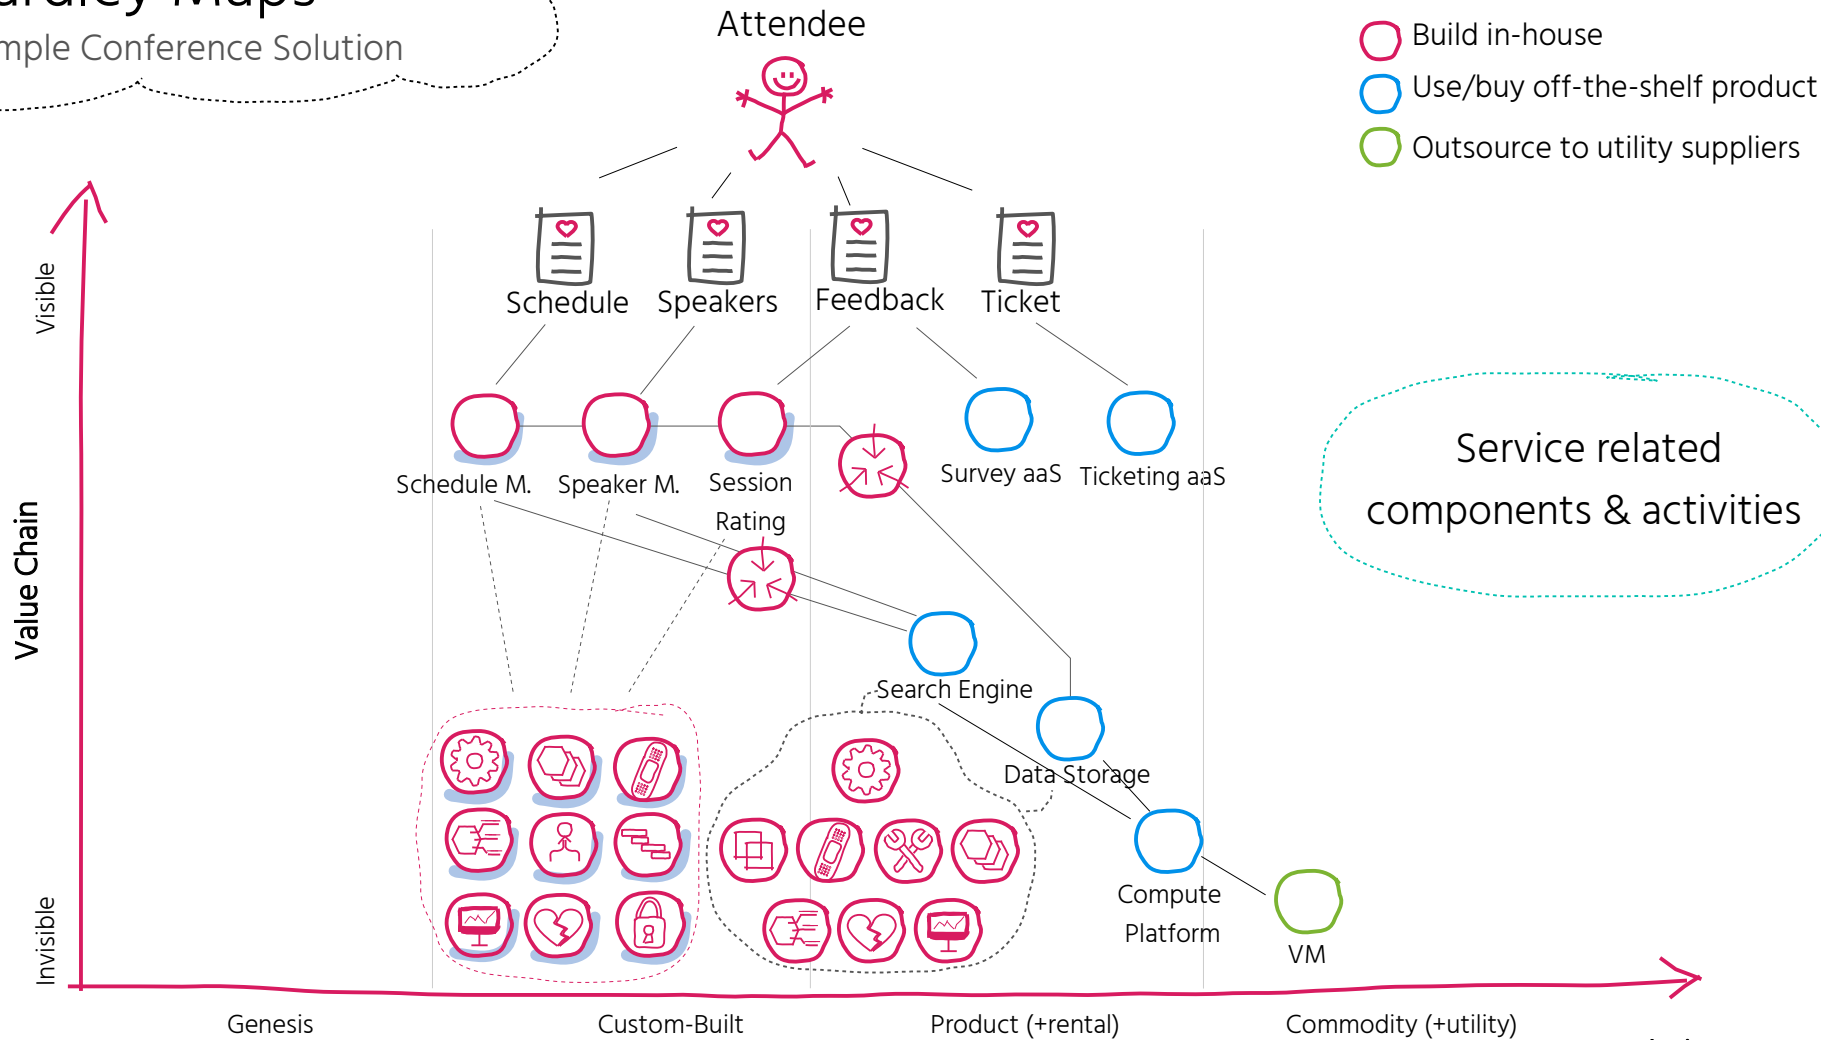 mple Conference Solution
Attendee
Build in-house
Use/buy off-the-shelf product
Outsource to utility suppliers
Visible
Schedule
Speakers
Feedback
Ticket
Schedule M.
Speaker M.
Session
Rating
Survey aaS
Ticketing aaS
Service related
components & activities
Value Chain
Search Engine
Data Storage
Compute
Platform
VM
Invisible
Genesis
Custom-Built
Product (+rental)
Commodity (+utility)